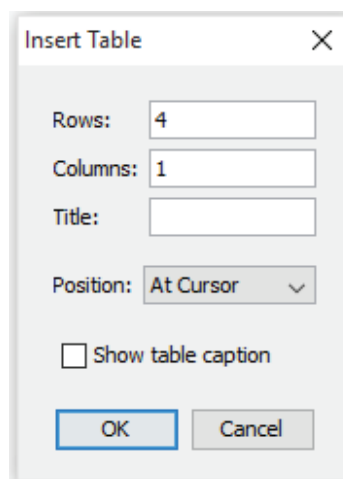 Insert Table
Rows: 4
Columns: 1
Title:
Position: At Cursor
Show table caption
OK Cancel